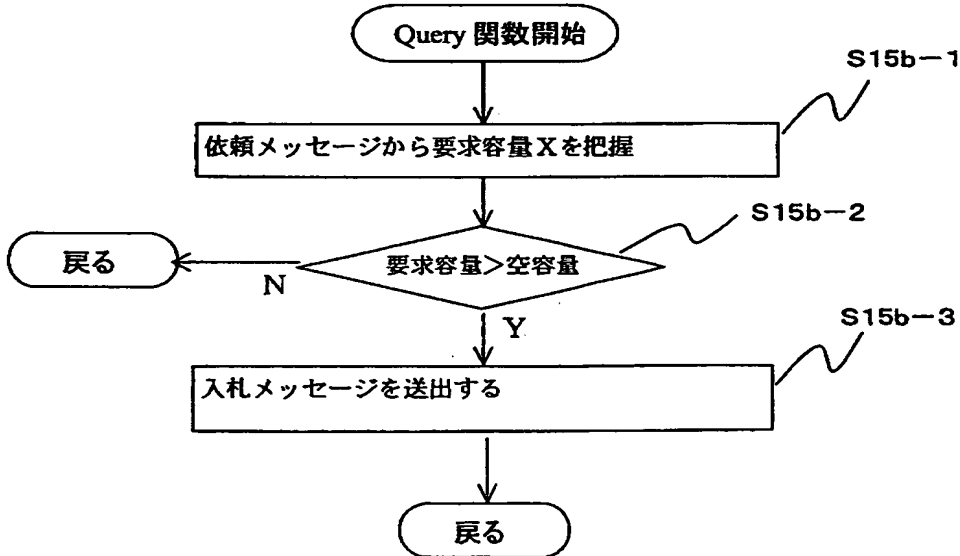 Query 関数開始
S15b-1
依頼メッセージから要求容量Xを把握
S15b-2
要求容量>空容量
戻る
N
Y
S15b-3
入札メッセージを送出する
戻る